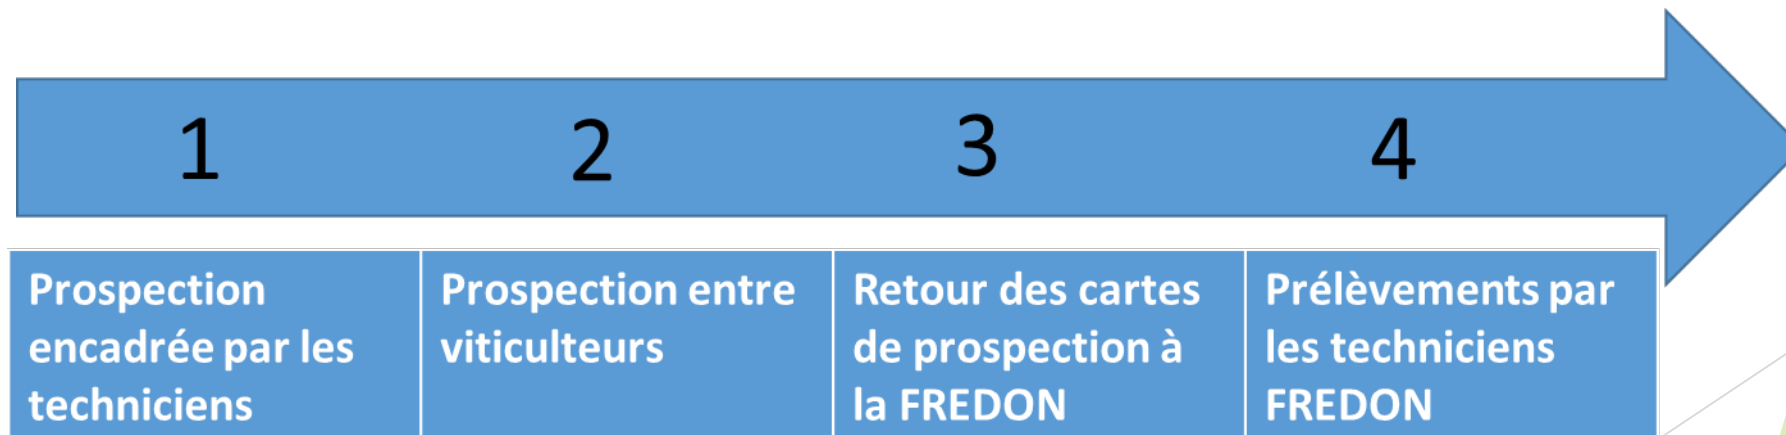 1 2 3 4
Prospection
encadrée par les
techniciens
Prospection entre
viticulteurs
Retour des cartes
de prospection à
la FREDON
Prélèvements par
les techniciens
FREDON